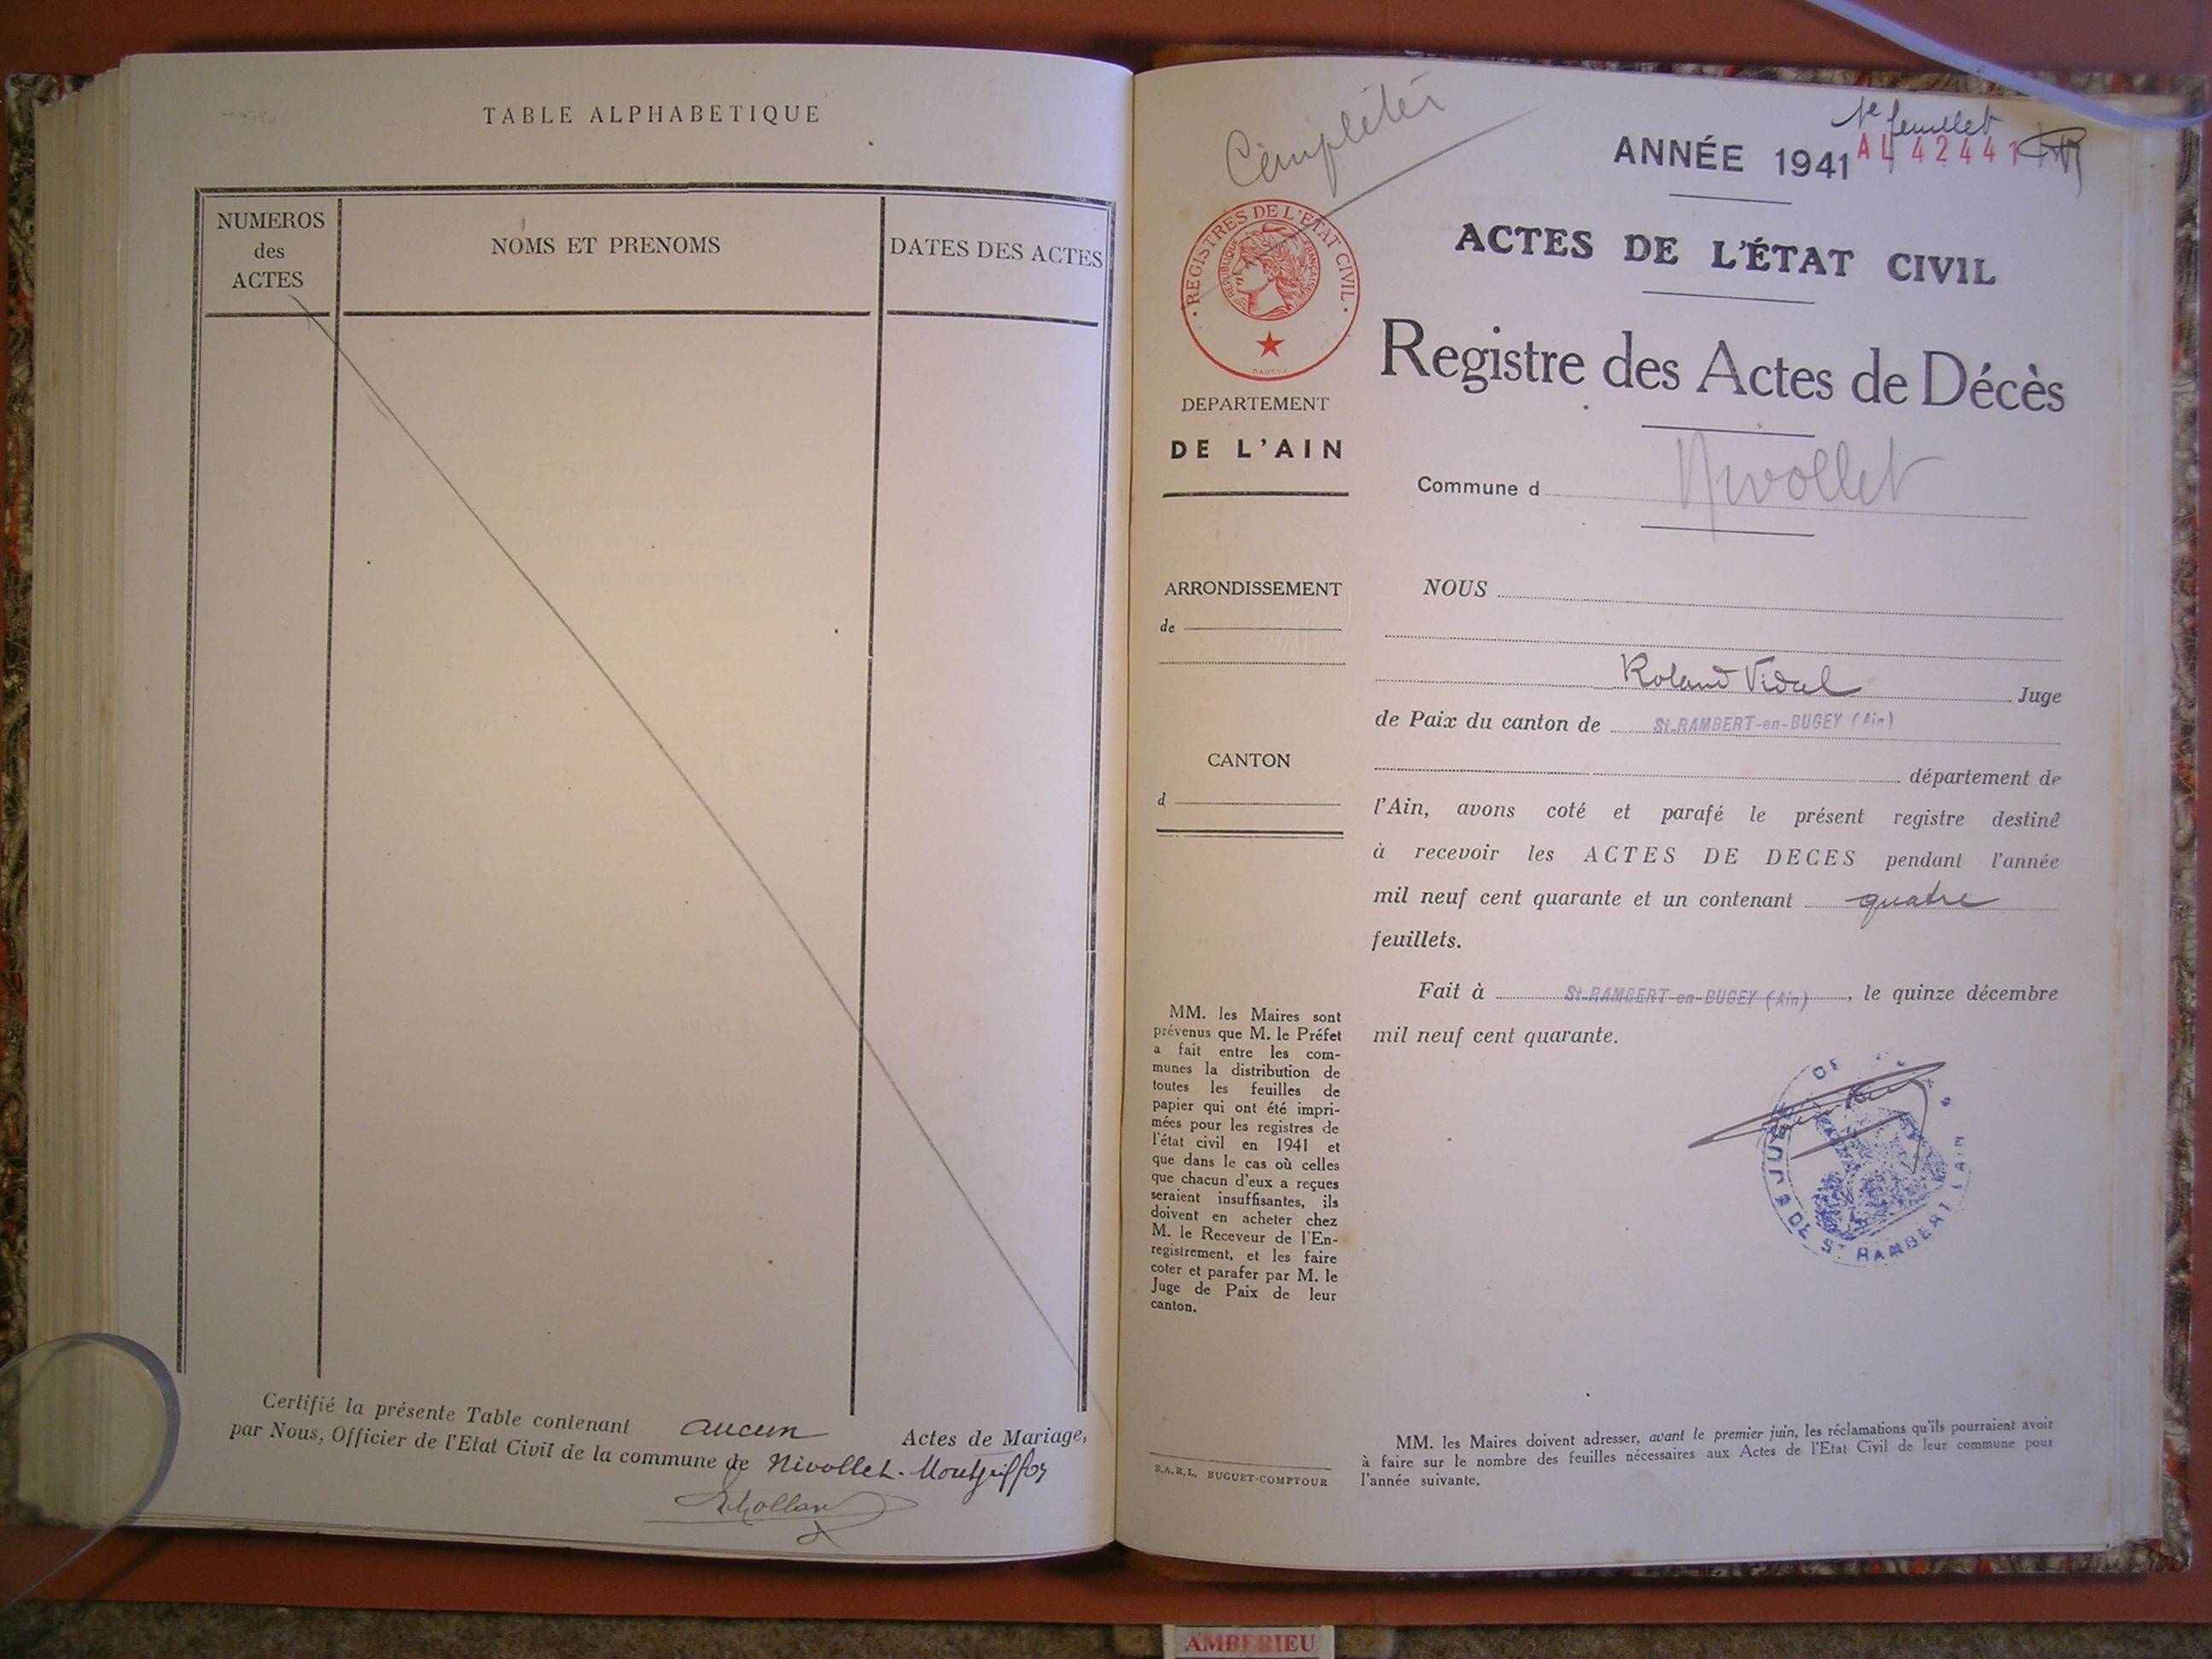 TABLE ALPHABETIQUE
NUMEROS
des
ACTES
NOMS ET PRENOMS
DATES DES ACTES
Certifié la présente Table contenant aucun Actes de Mariage,
par Nous, Officier de l'Etat Civil de la commune de Nivollet-Montgriffon
Compléter
1e feuillet
ANNÉE 1941
AL 42441
ACTES DE L'ÉTAT CIVIL
REGISTRES DE L'ETAT CIVIL
REPUBLIQUE FRANÇAISE
Registre des Actes de Décès
DEPARTEMENT
DE L'AIN
Commune d Nivollet
ARRONDISSEMENT
de
NOUS
Roland Vidal Juge
de Paix du canton de St-RAMBERT-en-BUGEY (Ain)
département de
CANTON
d
l'Ain, avons coté et parafé le présent registre destiné
à recevoir les ACTES DE DECES pendant l'année
mil neuf cent quarante et un contenant quatre
feuillets.
Fait à St-RAMBERT-en-BUGEY (Ain), le quinze décembre
mil neuf cent quarante.
MM. les Maires sont
prévenus que M. le Préfet
a fait entre les com-
munes la distribution de
toutes les feuilles de
papier qui ont été impri-
mées pour les registres de
l'état civil en 1941 et
que dans le cas où celles
que chacun d'eux a reçues
seraient insuffisantes, ils
doivent en acheter chez
M. le Receveur de l'En-
registrement, et les faire
coter et parafer par M. le
Juge de Paix de leur
canton.
DE St RAMBERT (AIN
S.A.R.L. BUGUET-COMPTOUR
MM. les Maires doivent adresser, avant le premier juin, les réclamations qu'ils pourraient avoir
à faire sur le nombre des feuilles nécessaires aux Actes de l'Etat Civil de leur commune pour
l'année suivante.
AMBERIEU